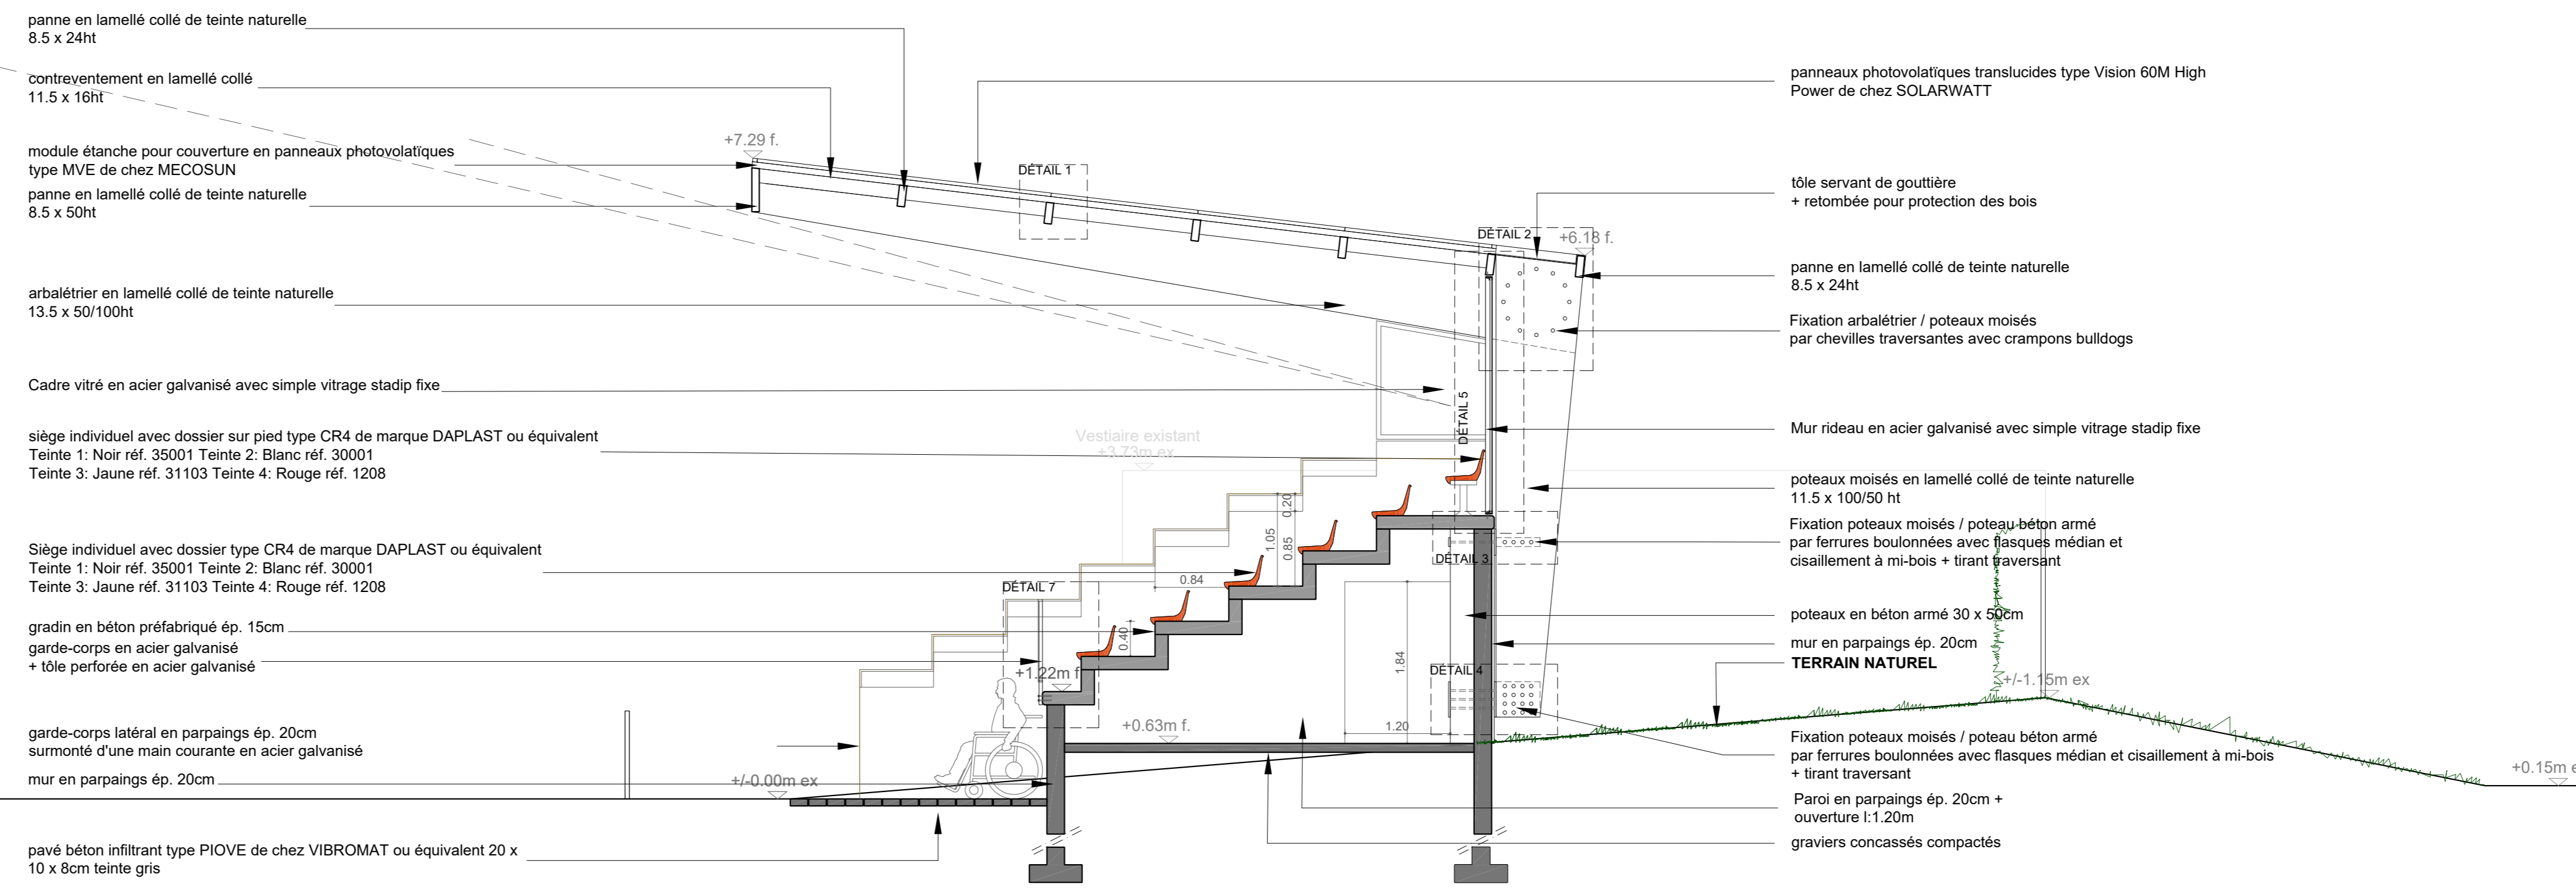 panne en lamellé collé de teinte naturelle
8.5 x 24ht
contreventement en lamellé collé
11.5 x 16ht
module étanche pour couverture en panneaux photovolatïques
type MVE de chez MECOSUN
panne en lamellé collé de teinte naturelle
8.5 x 50ht
arbalétrier en lamellé collé de teinte naturelle
13.5 x 50/100ht
Cadre vitré en acier galvanisé avec simple vitrage stadip fixe
siège individuel avec dossier sur pied type CR4 de marque DAPLAST ou équivalent
Teinte 1: Noir réf. 35001 Teinte 2: Blanc réf. 30001
Teinte 3: Jaune réf. 31103 Teinte 4: Rouge réf. 1208
Siège individuel avec dossier type CR4 de marque DAPLAST ou équivalent
Teinte 1: Noir réf. 35001 Teinte 2: Blanc réf. 30001
Teinte 3: Jaune réf. 31103 Teinte 4: Rouge réf. 1208
gradin en béton préfabriqué ép. 15cm
garde-corps en acier galvanisé
+ tôle perforée en acier galvanisé
garde-corps latéral en parpaings ép. 20cm
surmonté d'une main courante en acier galvanisé
mur en parpaings ép. 20cm
pavé béton infiltrant type PIOVE de chez VIBROMAT ou équivalent 20 x
10 x 8cm teinte gris
+7.29 f.
DÉTAIL 1
DÉTAIL 2
+6.18 f.
DÉTAIL 5
Vestiaire existant
+3.73m ex
0.20
1.05
0.85
0.84
DÉTAIL 3
DÉTAIL 7
0.40
1.84
+1.22m f.
DÉTAIL 4
+0.63m f.
1.20
+/-0.00m ex
panneaux photovolatïques translucides type Vision 60M High
Power de chez SOLARWATT
tôle servant de gouttière
+ retombée pour protection des bois
panne en lamellé collé de teinte naturelle
8.5 x 24ht
Fixation arbalétrier / poteaux moisés
par chevilles traversantes avec crampons bulldogs
Mur rideau en acier galvanisé avec simple vitrage stadip fixe
poteaux moisés en lamellé collé de teinte naturelle
11.5 x 100/50 ht
Fixation poteaux moisés / poteau béton armé
par ferrures boulonnées avec flasques médian et
cisaillement à mi-bois + tirant traversant
poteaux en béton armé 30 x 50cm
mur en parpaings ép. 20cm
TERRAIN NATUREL
+/-1.15m ex
Fixation poteaux moisés / poteau béton armé
par ferrures boulonnées avec flasques médian et cisaillement à mi-bois
+ tirant traversant
+0.15m e
Paroi en parpaings ép. 20cm +
ouverture l:1.20m
graviers concassés compactés